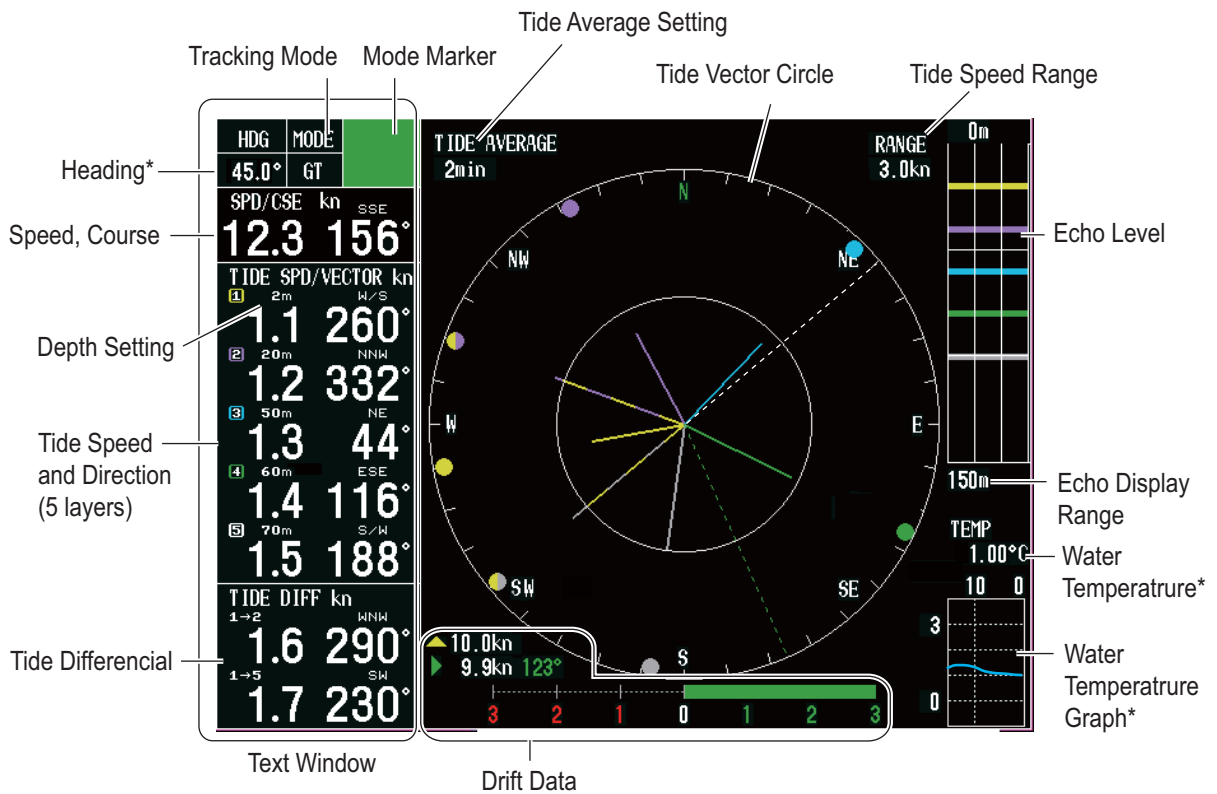 Tide Average Setting
Tracking Mode
Mode Marker
Tide Vector Circle
Tide Speed Range
Heading*
Speed, Course
Depth Setting
Tide Speed
and Direction
(5 layers)
Tide Differencial
Text Window
HDG MODE
45.0° GT
SPD/CSE kn SSE
12.3 156°
TIDE SPD/VECTOR kn
1 2m W/S
1.1 260°
2 20m NNW
1.2 332°
3 50m NE
1.3 44°
4 60m ESE
1.4 116°
5 70m S/W
1.5 188°
TIDE DIFF kn
1→2 WNW
1.6 290°
1→5 SW
1.7 230°
TIDE AVERAGE
2min
RANGE
3.0kn
N
NW
NE
W
E
SW
SE
S
10.0kn
9.9kn 123°
3 2 1 0 1 2 3
Drift Data
0m
150m
TEMP
1.00°C
10 0
3
0
Echo Level
Echo Display
Range
Water
Temperatrure*
Water
Temperatrure
Graph*